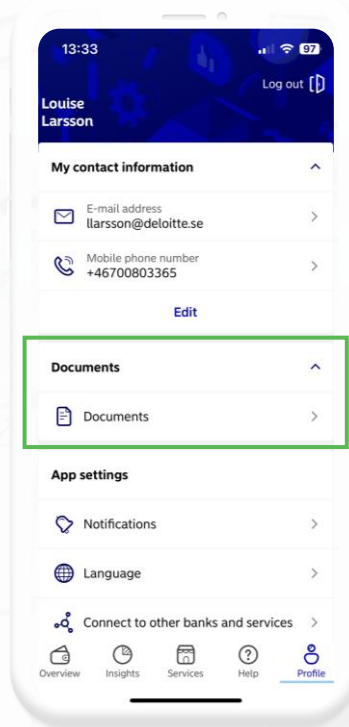 13:33
97
Log out
Louise
Larsson
My contact information
E-mail address
llarsson@deloitte.se
Mobile phone number
+46700803365
Edit
Documents
Documents
App settings
Notifications
Language
Connect to other banks and services
Overview Insights Services Help Profile